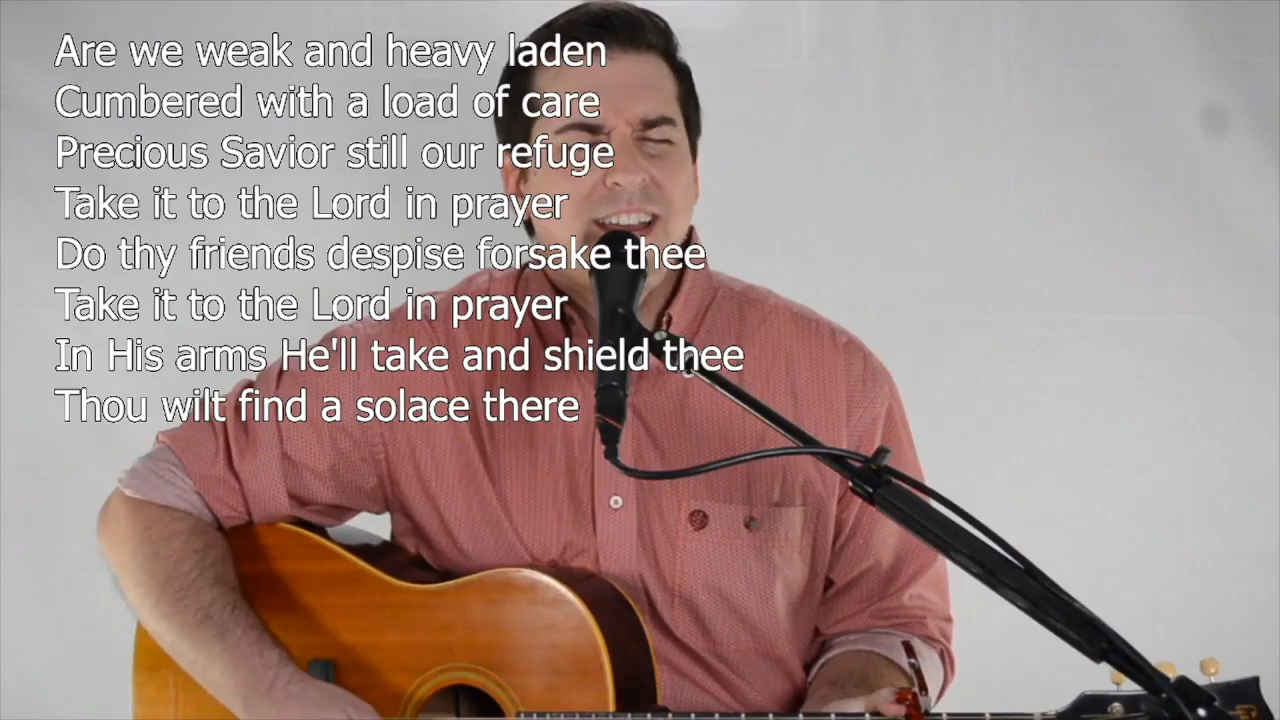 Are we weak and heavy laden
Cumbered with a load of care
Precious Savior still our refuge
Take it to the Lord in prayer
Do thy friends despise forsake thee
Take it to the Lord in prayer
In His arms He'll take and shield thee
Thou wilt find a solace there